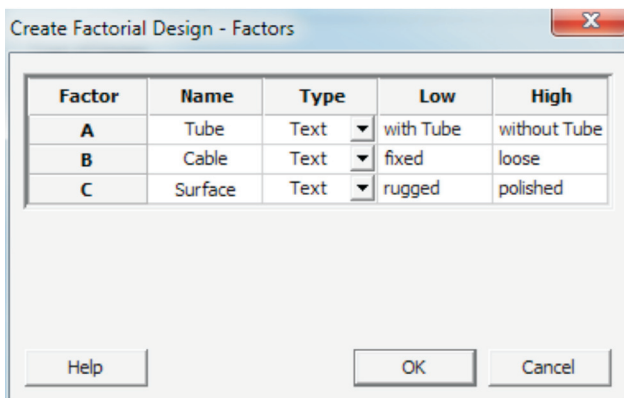 Create Factorial Design - Factors
Factor Name Type Low High
A Tube Text with Tube without Tube
B Cable Text fixed loose
C Surface Text rugged polished
Help OK Cancel